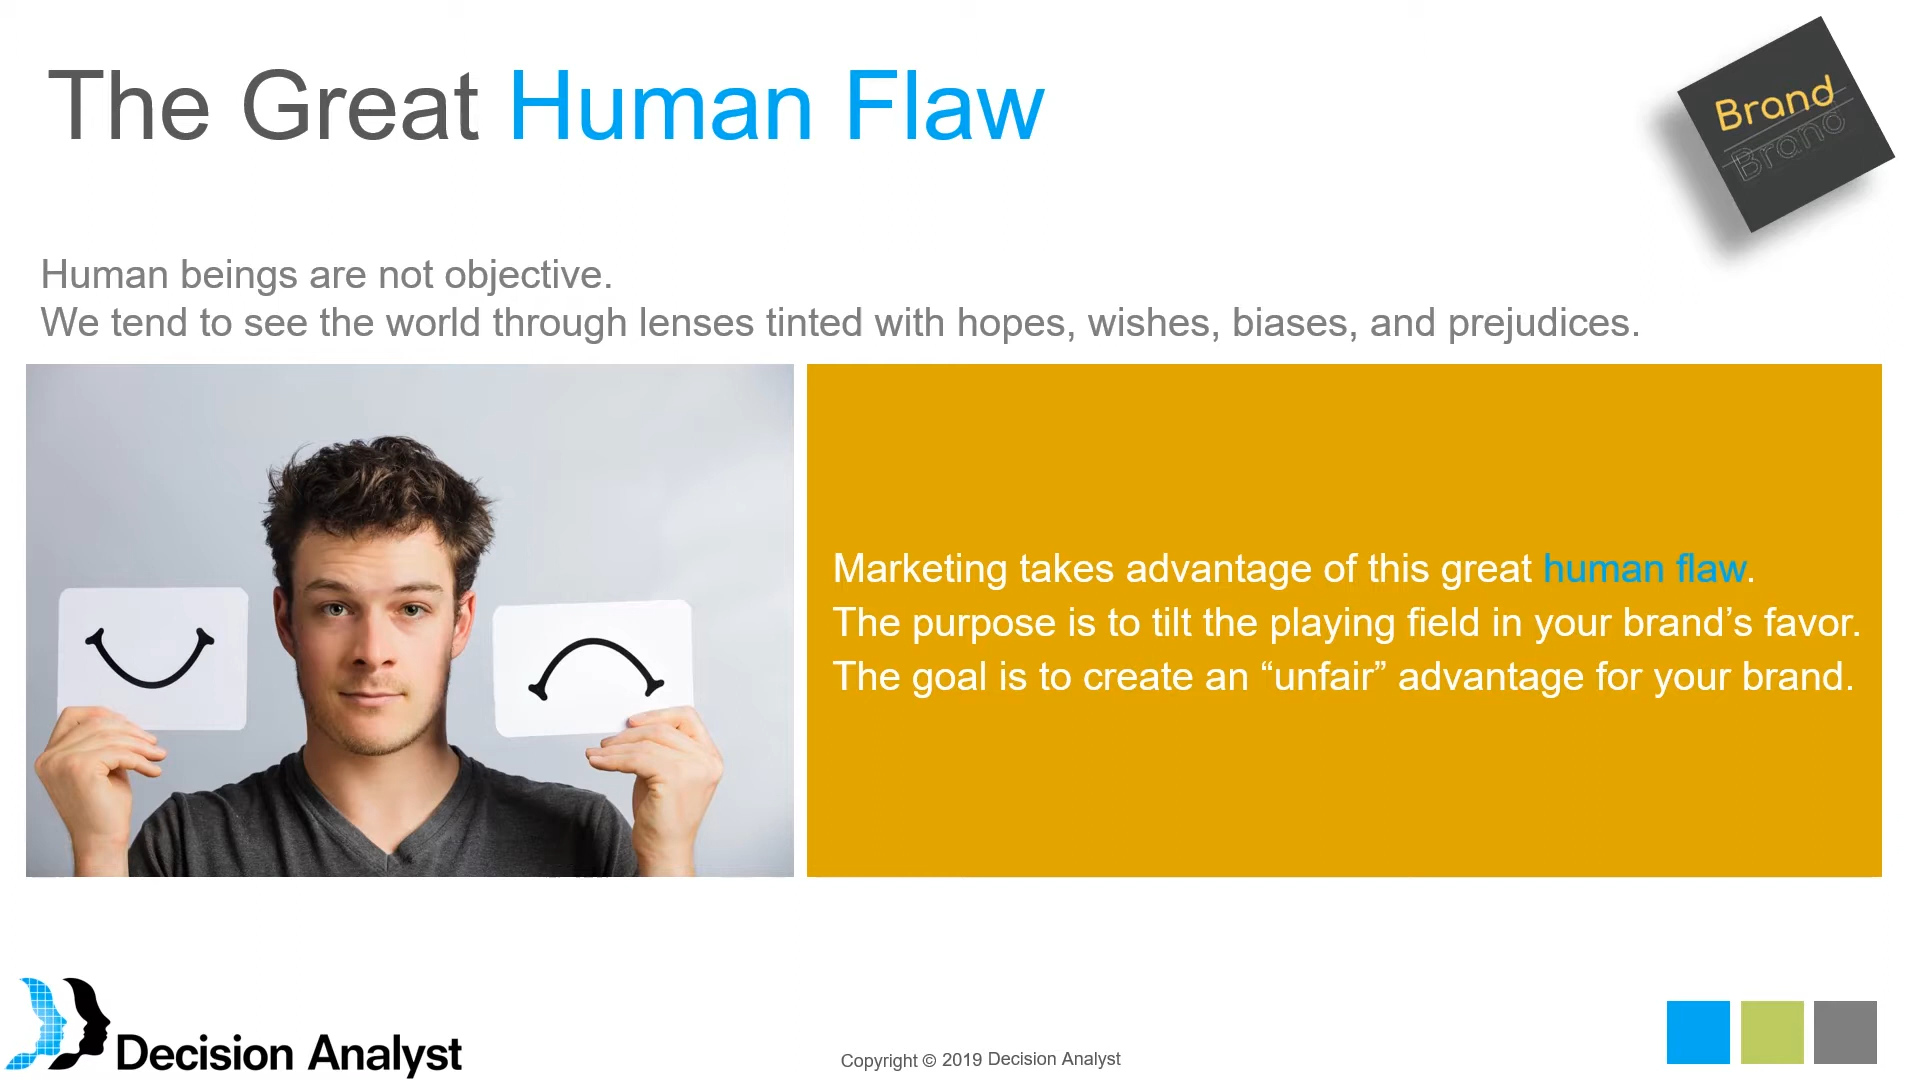 The Great Human Flaw
Brand
Brand
Human beings are not objective.
We tend to see the world through lenses tinted with hopes, wishes, biases, and prejudices.
Marketing takes advantage of this great human flaw.
The purpose is to tilt the playing field in your brand’s favor.
The goal is to create an “unfair” advantage for your brand.
Decision Analyst
Copyright © 2019 Decision Analyst